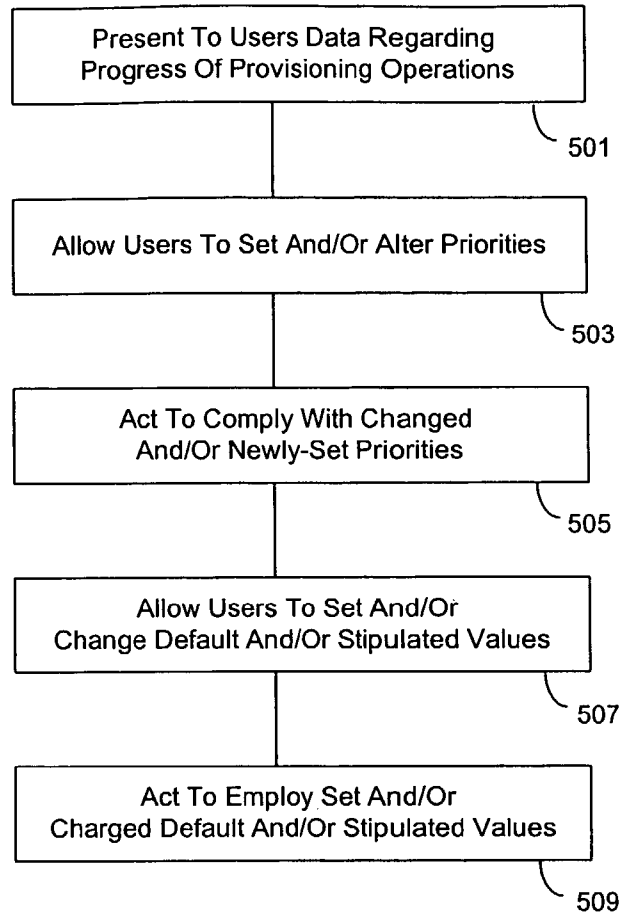 Present To Users Data Regarding
Progress Of Provisioning Operations
501
Allow Users To Set And/Or Alter Priorities
503
Act To Comply With Changed
And/Or Newly-Set Priorities
505
Allow Users To Set And/Or
Change Default And/Or Stipulated Values
507
Act To Employ Set And/Or
Charged Default And/Or Stipulated Values
509